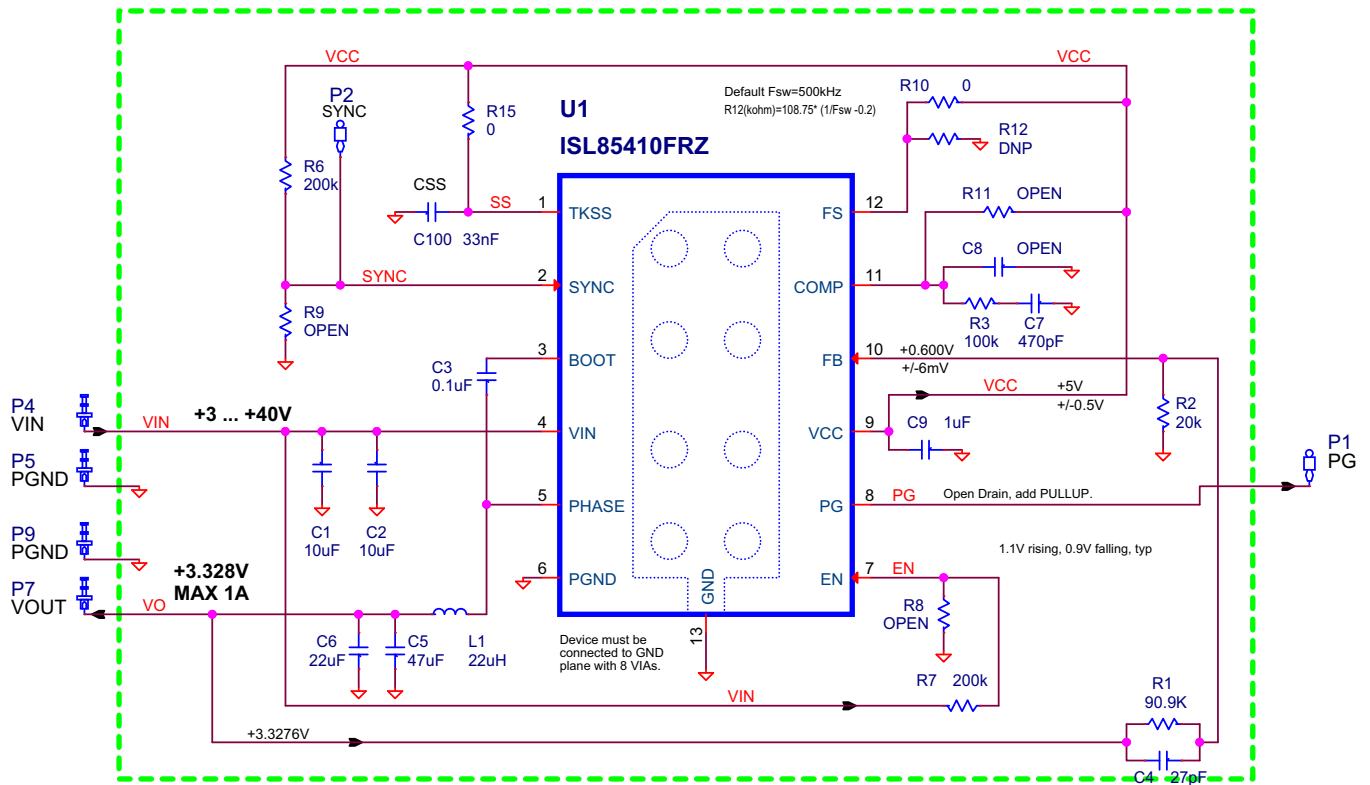 VCC
VCC
P2
SYNC
R15
0
U1
ISL85410FRZ
Default Fsw=500kHz
R12(kohm)=108.75* (1/Fsw -0.2)
R10 0
R12
DNP
R6
200k
CSS
C100 33nF
SS
1
TKSS
FS
12
R11 OPEN
C8 OPEN
SYNC
2
SYNC
COMP
11
R3
100k
C7
470pF
R9
OPEN
C3
0.1uF
3
BOOT
FB
10
+0.600V
+/-6mV
VCC
+5V
+/-0.5V
R2
20k
P4
VIN
VIN
+3 ... +40V
4
VIN
VCC
9
C9 1uF
P5
PGND
C1
10uF
C2
10uF
5
PHASE
PG
8
PG
Open Drain, add PULLUP.
P1
PG
P9
PGND
1.1V rising, 0.9V falling, typ
6
PGND
GND
13
EN
7
EN
P7
VOUT
VO
+3.328V
MAX 1A
C6
22uF
C5
47uF
L1
22uH
Device must be
connected to GND
plane with 8 VIAs.
R8
OPEN
R7 200k
VIN
+3.3276V
R1
90.9K
C4 27pF